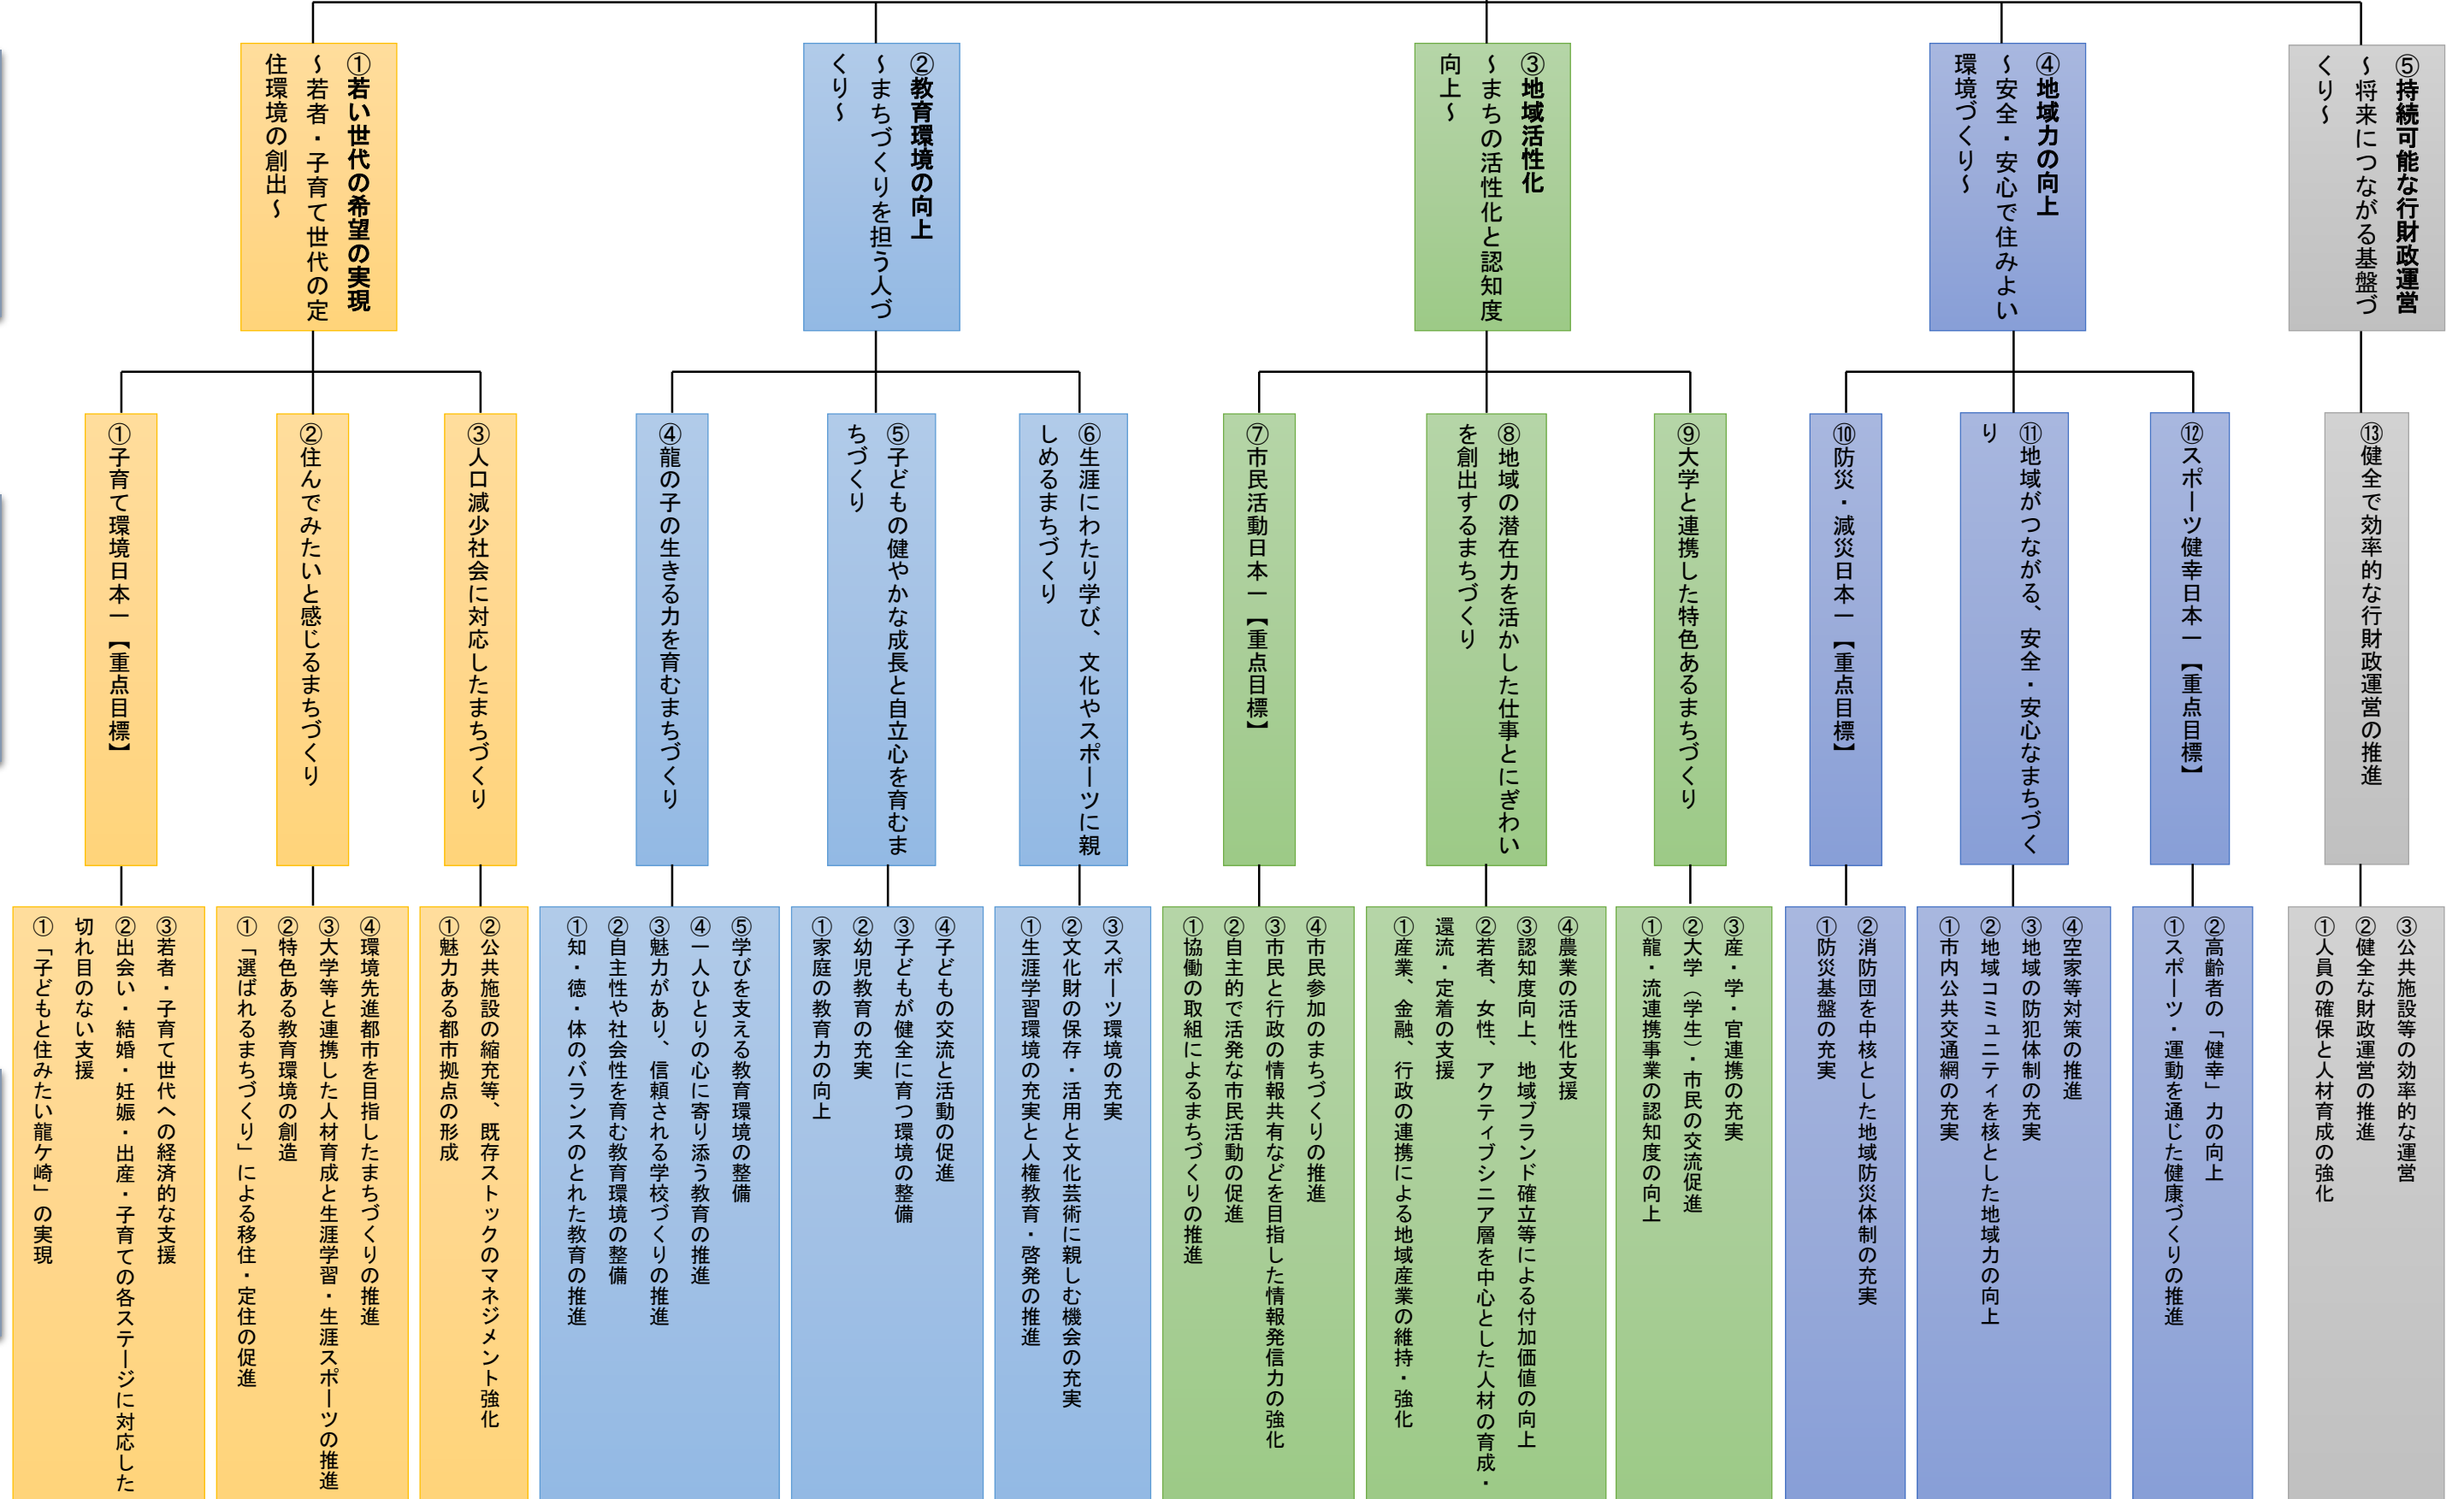 ①若い世代の希望の実現
～若者・子育て世代の定
住環境の創出～
②教育環境の向上
～まちづくりを担う人づ
くり～
③地域活性化
～まちの活性化と認知度
向上～
④地域力の向上
～安全・安心で住みよい
環境づくり～
⑤持続可能な行財政運営
～将来につながる基盤づ
くり～
①子育て環境日本一【重点目標】
②住んでみたいと感じるまちづくり
③人口減少社会に対応したまちづくり
④龍の子の生きる力を育むまちづくり
⑤子どもの健やかな成長と自立心を育むま
ちづくり
⑥生涯にわたり学び、文化やスポーツに親
しめるまちづくり
⑦市民活動日本一【重点目標】
⑧地域の潜在力を活かした仕事とにぎわい
を創出するまちづくり
⑨大学と連携した特色あるまちづくり
⑩防災・減災日本一【重点目標】
⑪地域がつながる、安全・安心なまちづく
り
⑫スポーツ健幸日本一【重点目標】
⑬健全で効率的な行財政運営の推進
①「子どもと住みたい龍ケ崎」の実現
②出会い・結婚・妊娠・出産・子育ての各ステージに対応した
切れ目のない支援
③若者・子育て世代への経済的な支援
①「選ばれるまちづくり」による移住・定住の促進
②特色ある教育環境の創造
③大学等と連携した人材育成と生涯学習・生涯スポーツの推進
④環境先進都市を目指したまちづくりの推進
①魅力ある都市拠点の形成
②公共施設の縮充等、既存ストックのマネジメント強化
①知・徳・体のバランスのとれた教育の推進
②自主性や社会性を育む教育環境の整備
③魅力があり、信頼される学校づくりの推進
④一人ひとりの心に寄り添う教育の推進
⑤学びを支える教育環境の整備
①家庭の教育力の向上
②幼児教育の充実
③子どもが健全に育つ環境の整備
④子どもの交流と活動の促進
①生涯学習環境の充実と人権教育・啓発の推進
②文化財の保存・活用と文化芸術に親しむ機会の充実
③スポーツ環境の充実
①協働の取組によるまちづくりの推進
②自主的で活発な市民活動の促進
③市民と行政の情報共有などを目指した情報発信力の強化
④市民参加のまちづくりの推進
①産業、金融、行政の連携による地域産業の維持・強化
②若者、女性、アクティブシニア層を中心とした人材の育成・
還流・定着の支援
③認知度向上、地域ブランド確立等による付加価値の向上
④農業の活性化支援
①龍・流連携事業の認知度の向上
②大学（学生）・市民の交流促進
③産・学・官連携の充実
①防災基盤の充実
②消防団を中核とした地域防災体制の充実
①市内公共交通網の充実
②地域コミュニティを核とした地域力の向上
③地域の防犯体制の充実
④空家等対策の推進
①スポーツ・運動を通じた健康づくりの推進
②高齢者の「健幸」力の向上
①人員の確保と人材育成の強化
②健全な財政運営の推進
③公共施設等の効率的な運営